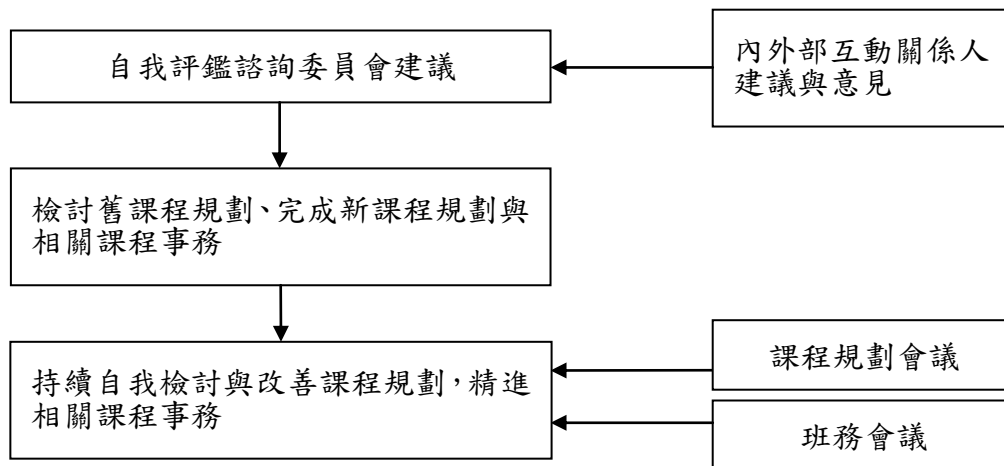 自我評鑑諮詢委員會建議
內外部互動關係人
建議與意見
檢討舊課程規劃、完成新課程規劃與
相關課程事務
持續自我檢討與改善課程規劃，精進
相關課程事務
課程規劃會議
班務會議